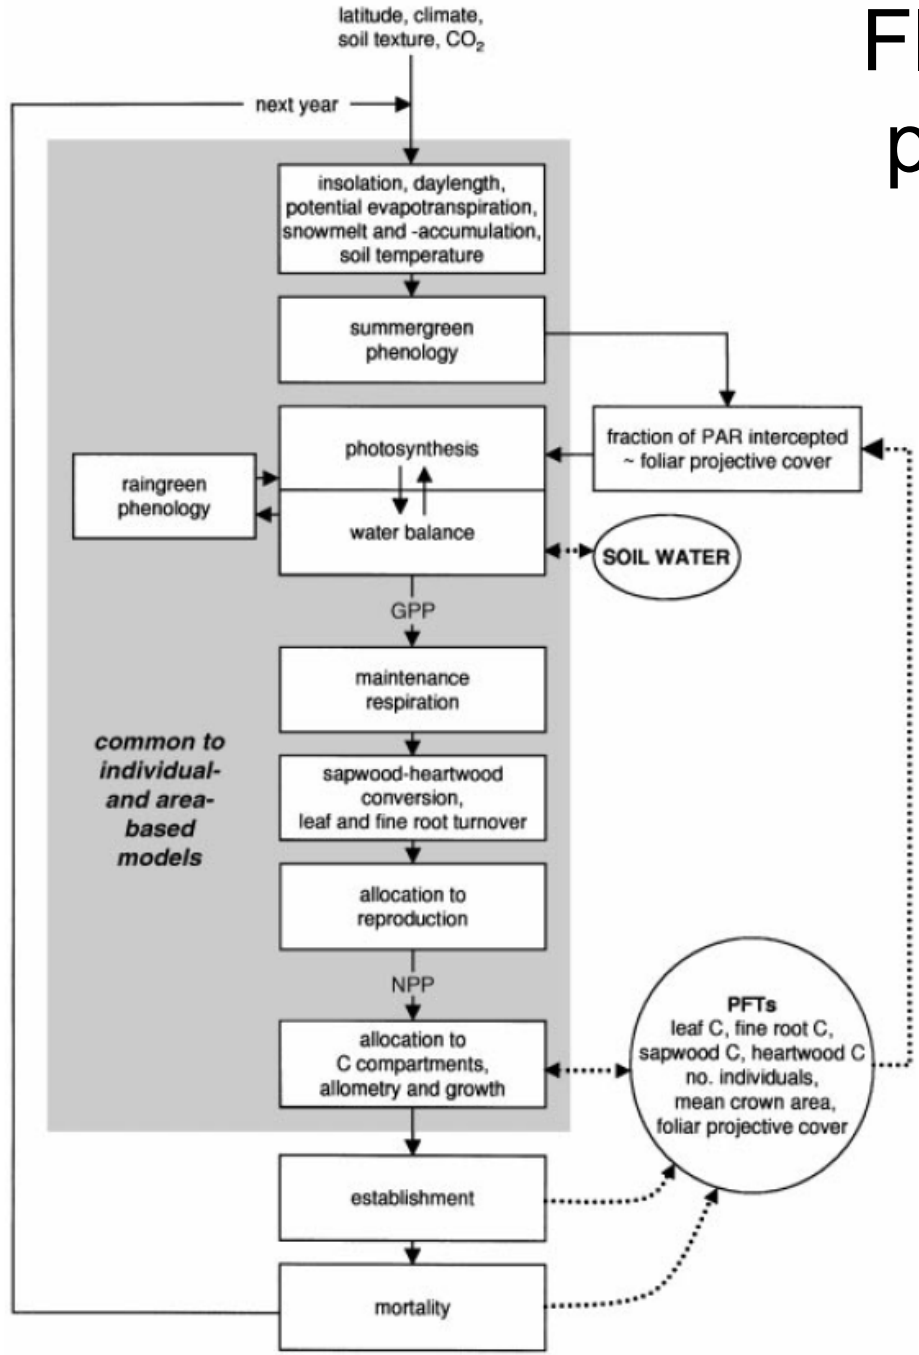 latitude, climate,
soil texture, CO₂
next year
insolation, daylength,
potential evapotranspiration,
snowmelt and -accumulation,
soil temperature
summergreen
phenology
photosynthesis
water balance
fraction of PAR intercepted
~ foliar projective cover
raingreen
phenology
SOIL WATER
GPP
maintenance
respiration
common to
individual-
and area-
based
models
sapwood-heartwood
conversion,
leaf and fine root turnover
allocation to
reproduction
NPP
allocation to
C compartments,
allometry and growth
PFTs
leaf C, fine root C,
sapwood C, heartwood C
no. individuals,
mean crown area,
foliar projective cover
establishment
mortality